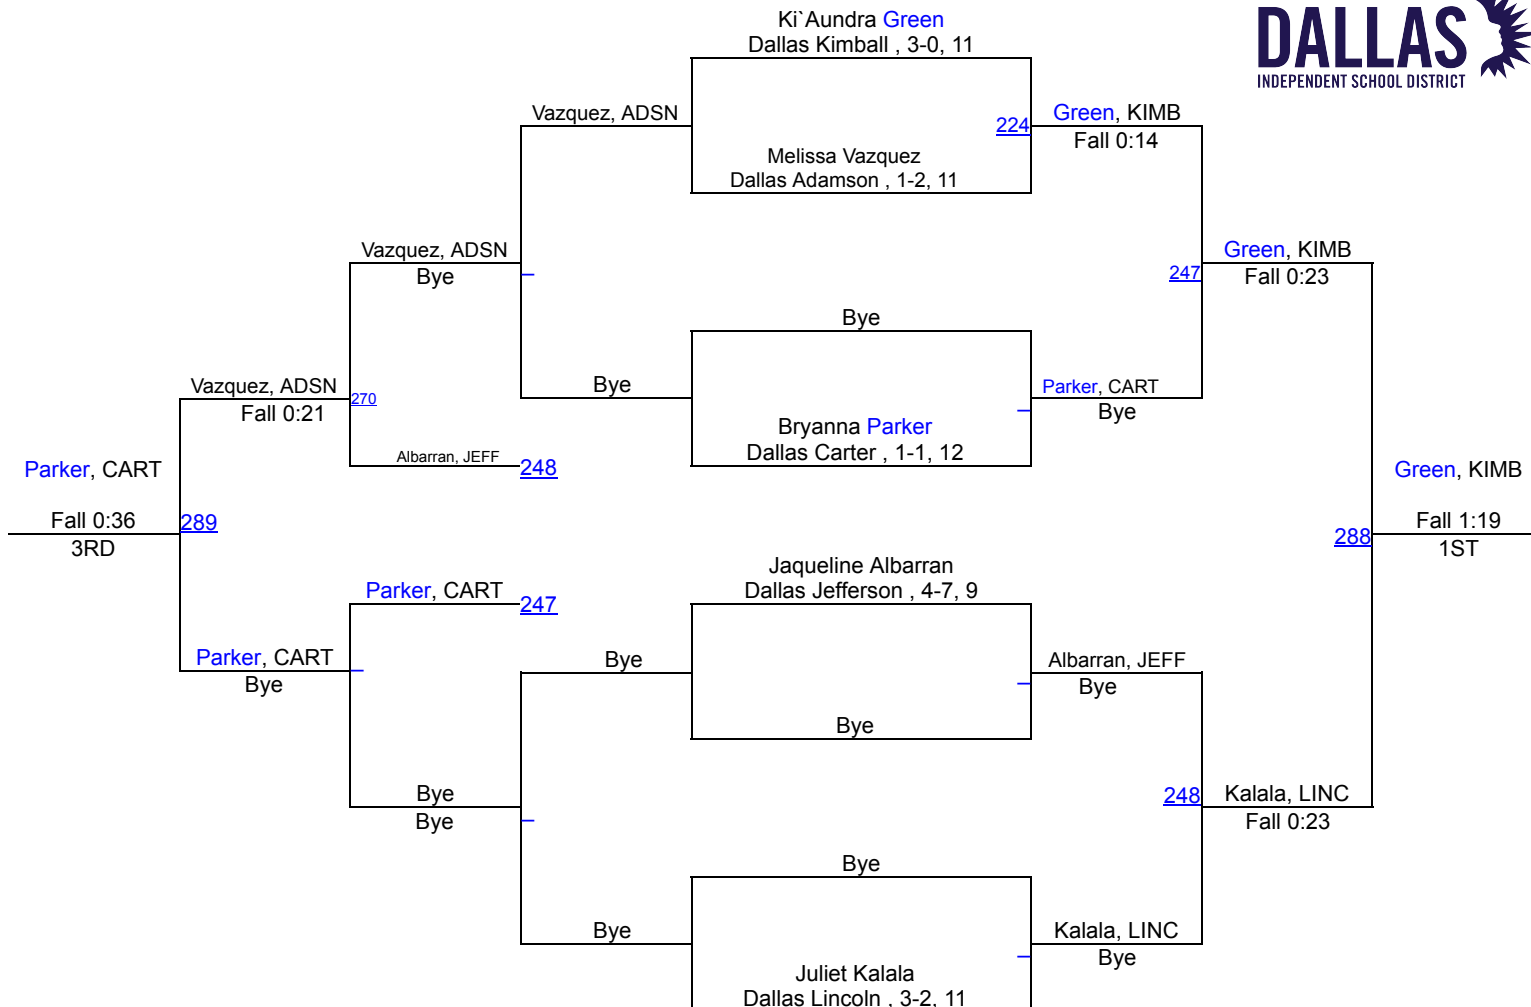 Ki`Aundra Green
Dallas Kimball , 3-0, 11
DALLAS
INDEPENDENT SCHOOL DISTRICT
Vazquez, ADSN
224
Green, KIMB
Fall 0:14
Melissa Vazquez
Dallas Adamson , 1-2, 11
Vazquez, ADSN
Bye
Green, KIMB
247
Fall 0:23
Bye
Vazquez, ADSN
270
Fall 0:21
Bye
Parker, CART
Bye
Bryanna Parker
Dallas Carter , 1-1, 12
Albarran, JEFF
248
Parker, CART
Green, KIMB
Fall 0:36
289
3RD
288
Fall 1:19
1ST
Jaqueline Albarran
Dallas Jefferson , 4-7, 9
Parker, CART
247
Parker, CART
Bye
Bye
Albarran, JEFF
Bye
Bye
Bye
Bye
248
Kalala, LINC
Fall 0:23
Bye
Bye
Kalala, LINC
Bye
Juliet Kalala
Dallas Lincoln , 3-2, 11